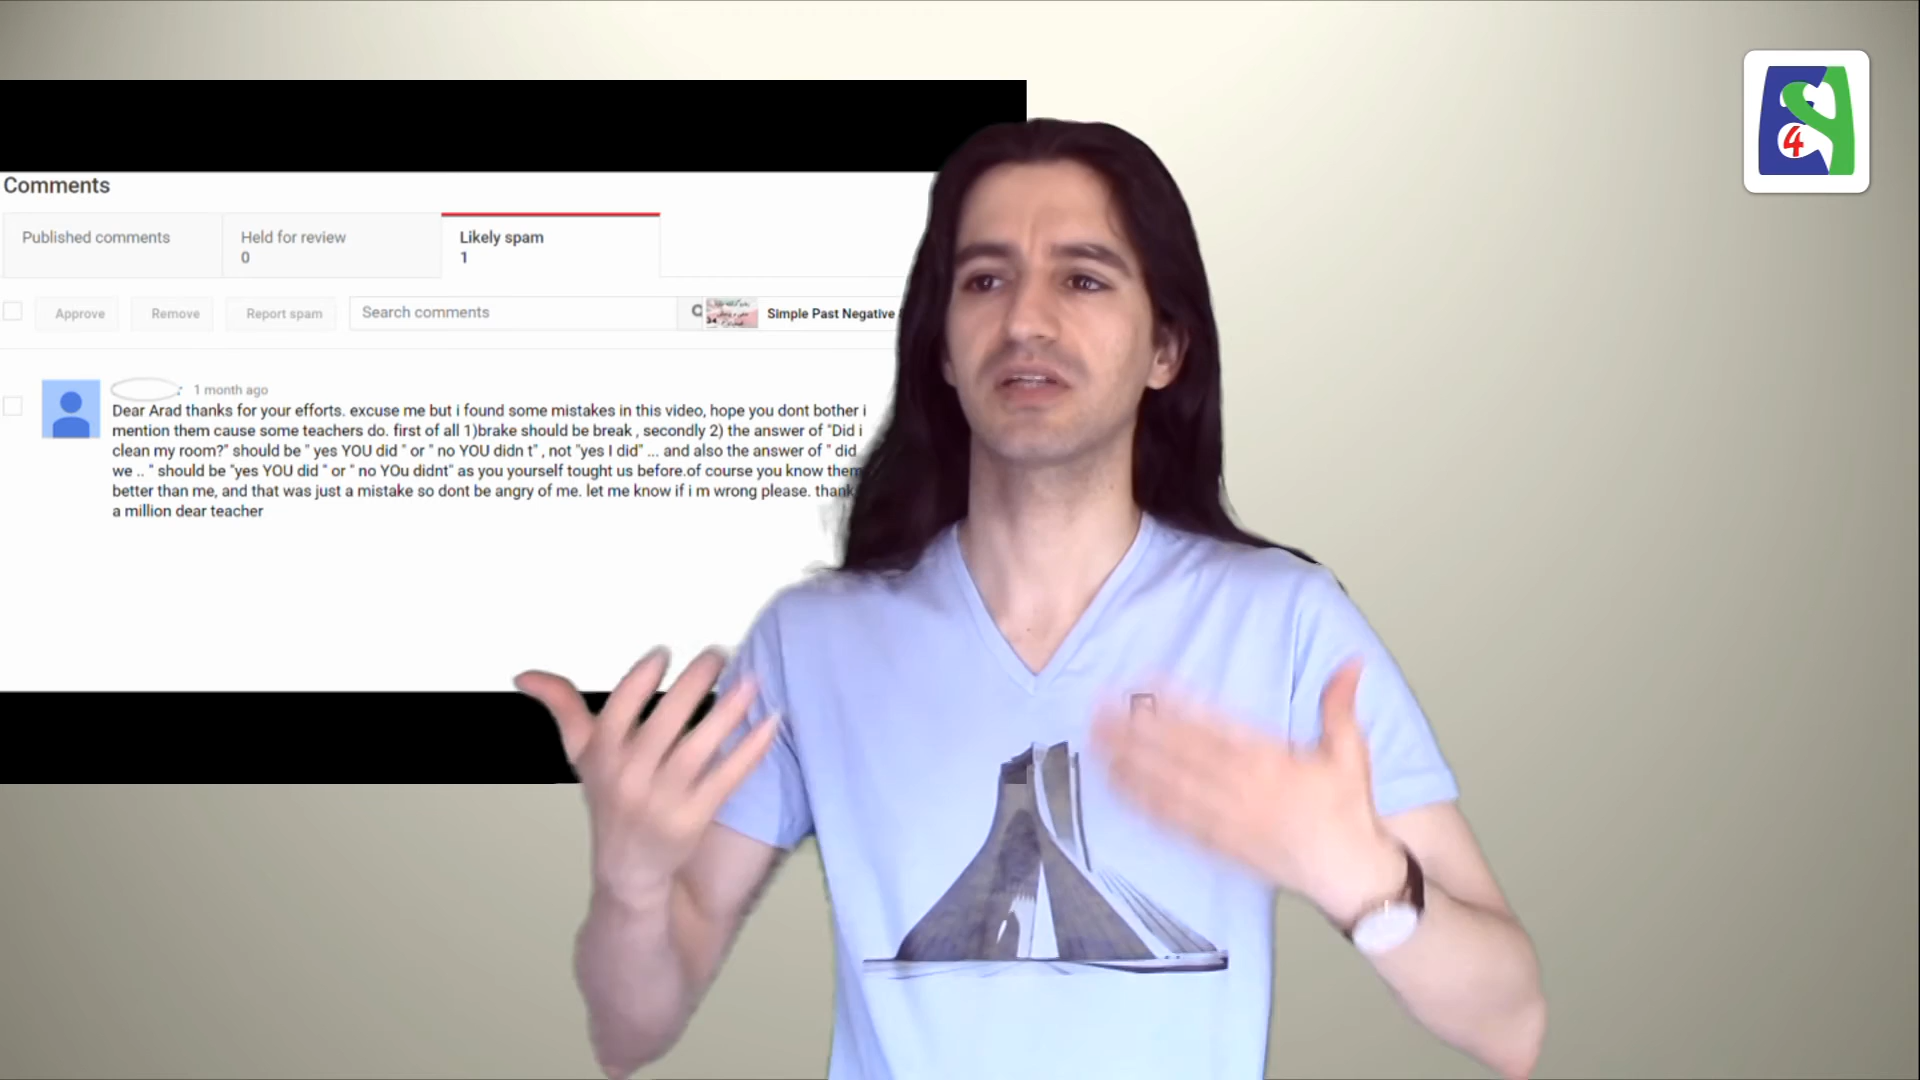 Comments
Published comments
Held for review
0
Likely spam
1
Approve
Remove
Report spam
Search comments
Simple Past Negative
1 month ago
Dear Arad thanks for your efforts. excuse me but i found some mistakes in this video, hope you dont bother i
mention them cause some teachers do. first of all 1)brake should be break , secondly 2) the answer of "Did i
clean my room?" should be " yes YOU did " or " no YOU didn t" , not "yes I did" ... and also the answer of " did
we .. " should be "yes YOU did " or " no YOu didnt" as you yourself tought us before.of course you know them
better than me, and that was just a mistake so dont be angry of me. let me know if i m wrong please. thank
a million dear teacher
4